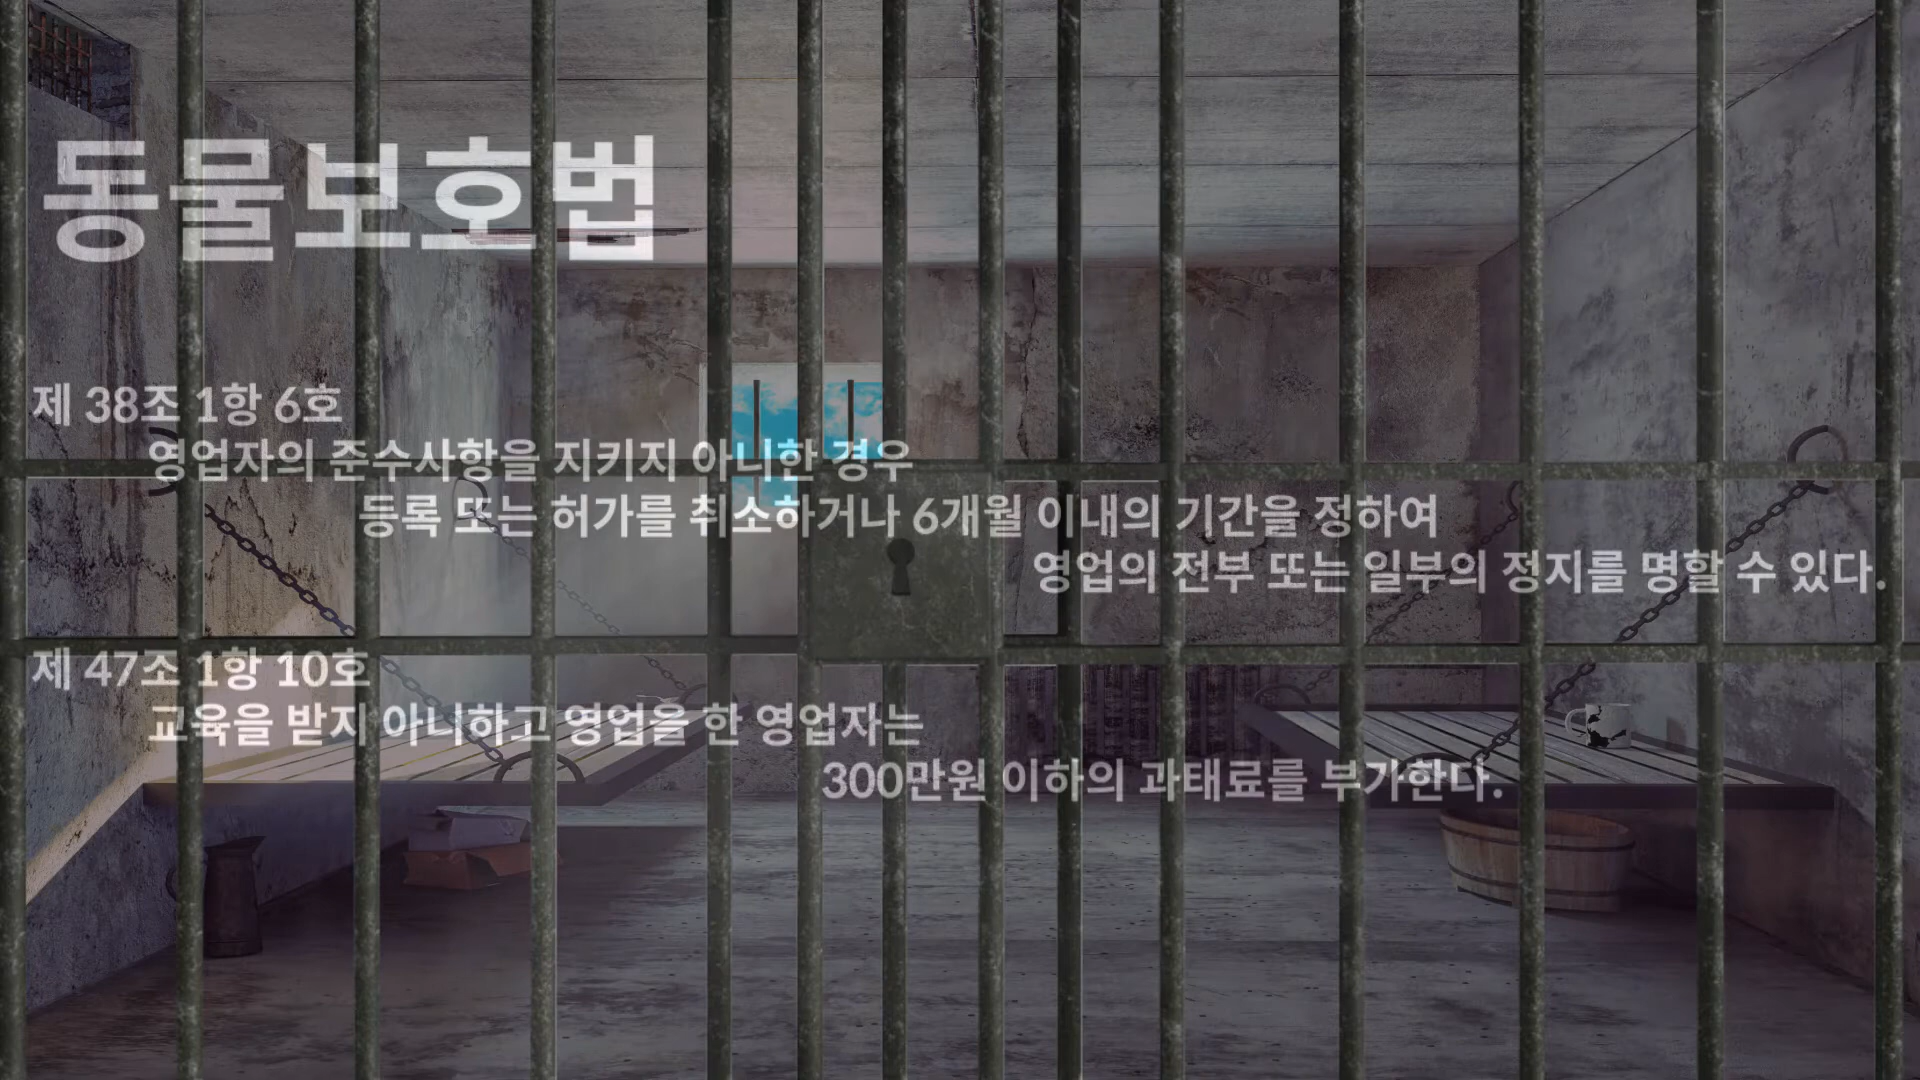 동물보호법
제 38조 1항 6호
영업자의 준수사항을 지키지 아니한 경우
등록 또는 허가를 취소하거나 6개월 이내의 기간을 정하여
영업의 전부 또는 일부의 정지를 명할 수 있다.
제 47조 1항 10호
교육을 받지 아니하고 영업을 한 영업자는
300만원 이하의 과태료를 부가한다.